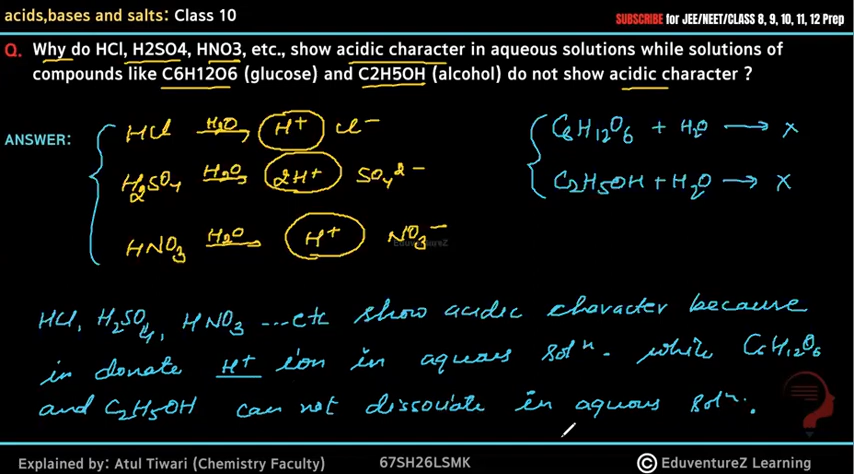 acids,bases and salts: Class 10
SUBSCRIBE for JEE/NEET/CLASS 8, 9, 10, 11, 12 Prep
Q. Why do HCl, H2SO4, HNO3, etc., show acidic character in aqueous solutions while solutions of
compounds like C6H12O6 (glucose) and C2H5OH (alcohol) do not show acidic character ?
ANSWER:
HCl H2O H+ Cl−
H2SO4 H2O 2H+ SO4 2−
HNO3 H2O H+ NO3−
EduventureZ
C6H12O6 + H2O → x
C2H5OH + H2O → x
HCl, H2SO4, HNO3 ...etc show acidic character because
in donate H+ ion in aquous soln. while C6H12O6
and C2H5OH can not dissociate in aquous soln.
Explained by: Atul Tiwari (Chemistry Faculty)
67SH26LSMK
© EduventureZ Learning